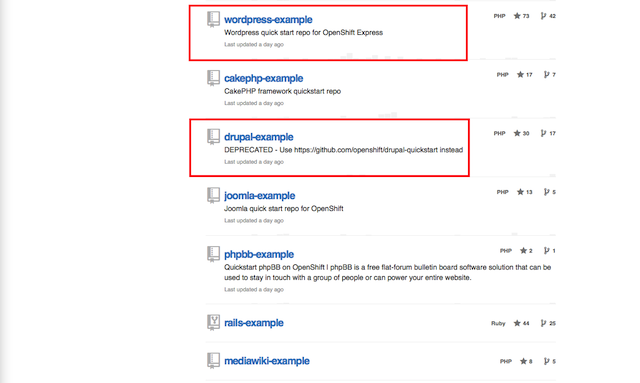 wordpress-example PHP 73 42
Wordpress quick start repo for OpenShift Express
Last updated a day ago
cakephp-example PHP 17 7
CakePHP framework quickstart repo
Last updated a day ago
drupal-example PHP 30 17
DEPRECATED - Use https://github.com/openshift/drupal-quickstart instead
Last updated a day ago
joomla-example PHP 13 5
Joomla quick start repo for OpenShift
Last updated a day ago
phpbb-example PHP 2 1
Quickstart phpBB on OpenShift | phpBB is a free flat-forum bulletin board software solution that can be
used to stay in touch with a group of people or can power your entire website.
Last updated a day ago
rails-example Ruby 44 25
mediawiki-example PHP 8 5